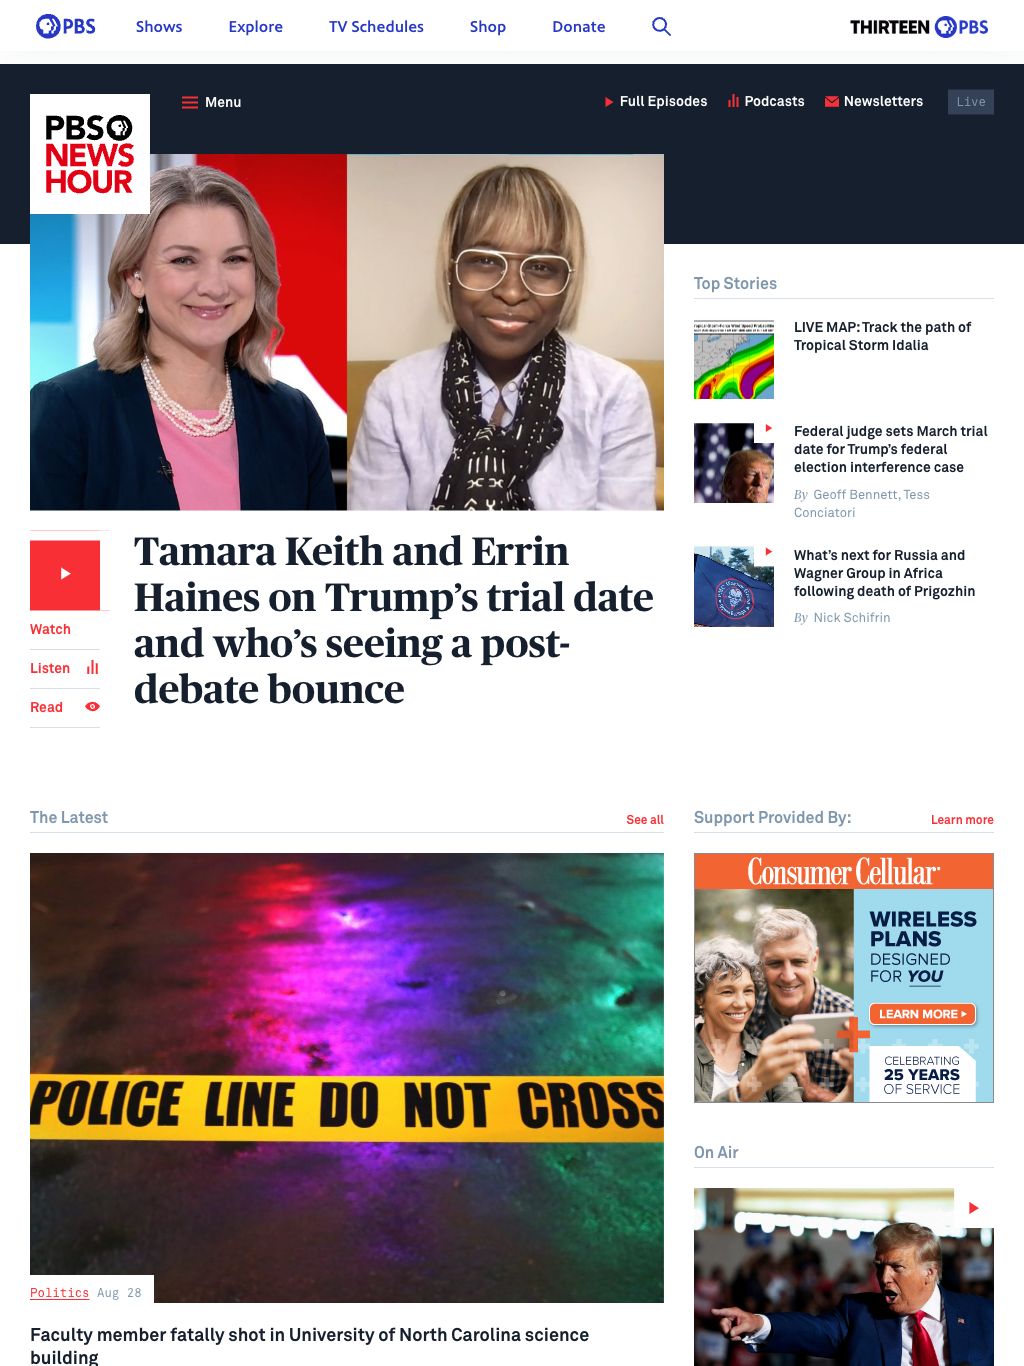 PBS
Shows
Explore
TV Schedules
Shop
Donate
THIRTEEN PBS
Menu
Full Episodes
Podcasts
Newsletters
Live
PBS
NEWS
HOUR
Tamara Keith and Errin
Haines on Trump's trial date
and who's seeing a post-
debate bounce
Watch
Listen
Read
Top Stories
LIVE MAP: Track the path of
Tropical Storm Idalia
Federal judge sets March trial
date for Trump's federal
election interference case
By Geoff Bennett, Tess
Conciatori
What's next for Russia and
Wagner Group in Africa
following death of Prigozhin
By Nick Schifrin
The Latest
See all
POLICE LINE DO NOT CROSS
Politics Aug 28
Faculty member fatally shot in University of North Carolina science
building
Support Provided By:
Learn more
Consumer Cellular
WIRELESS
PLANS
DESIGNED
FOR YOU
LEARN MORE
CELEBRATING
25 YEARS
OF SERVICE
On Air